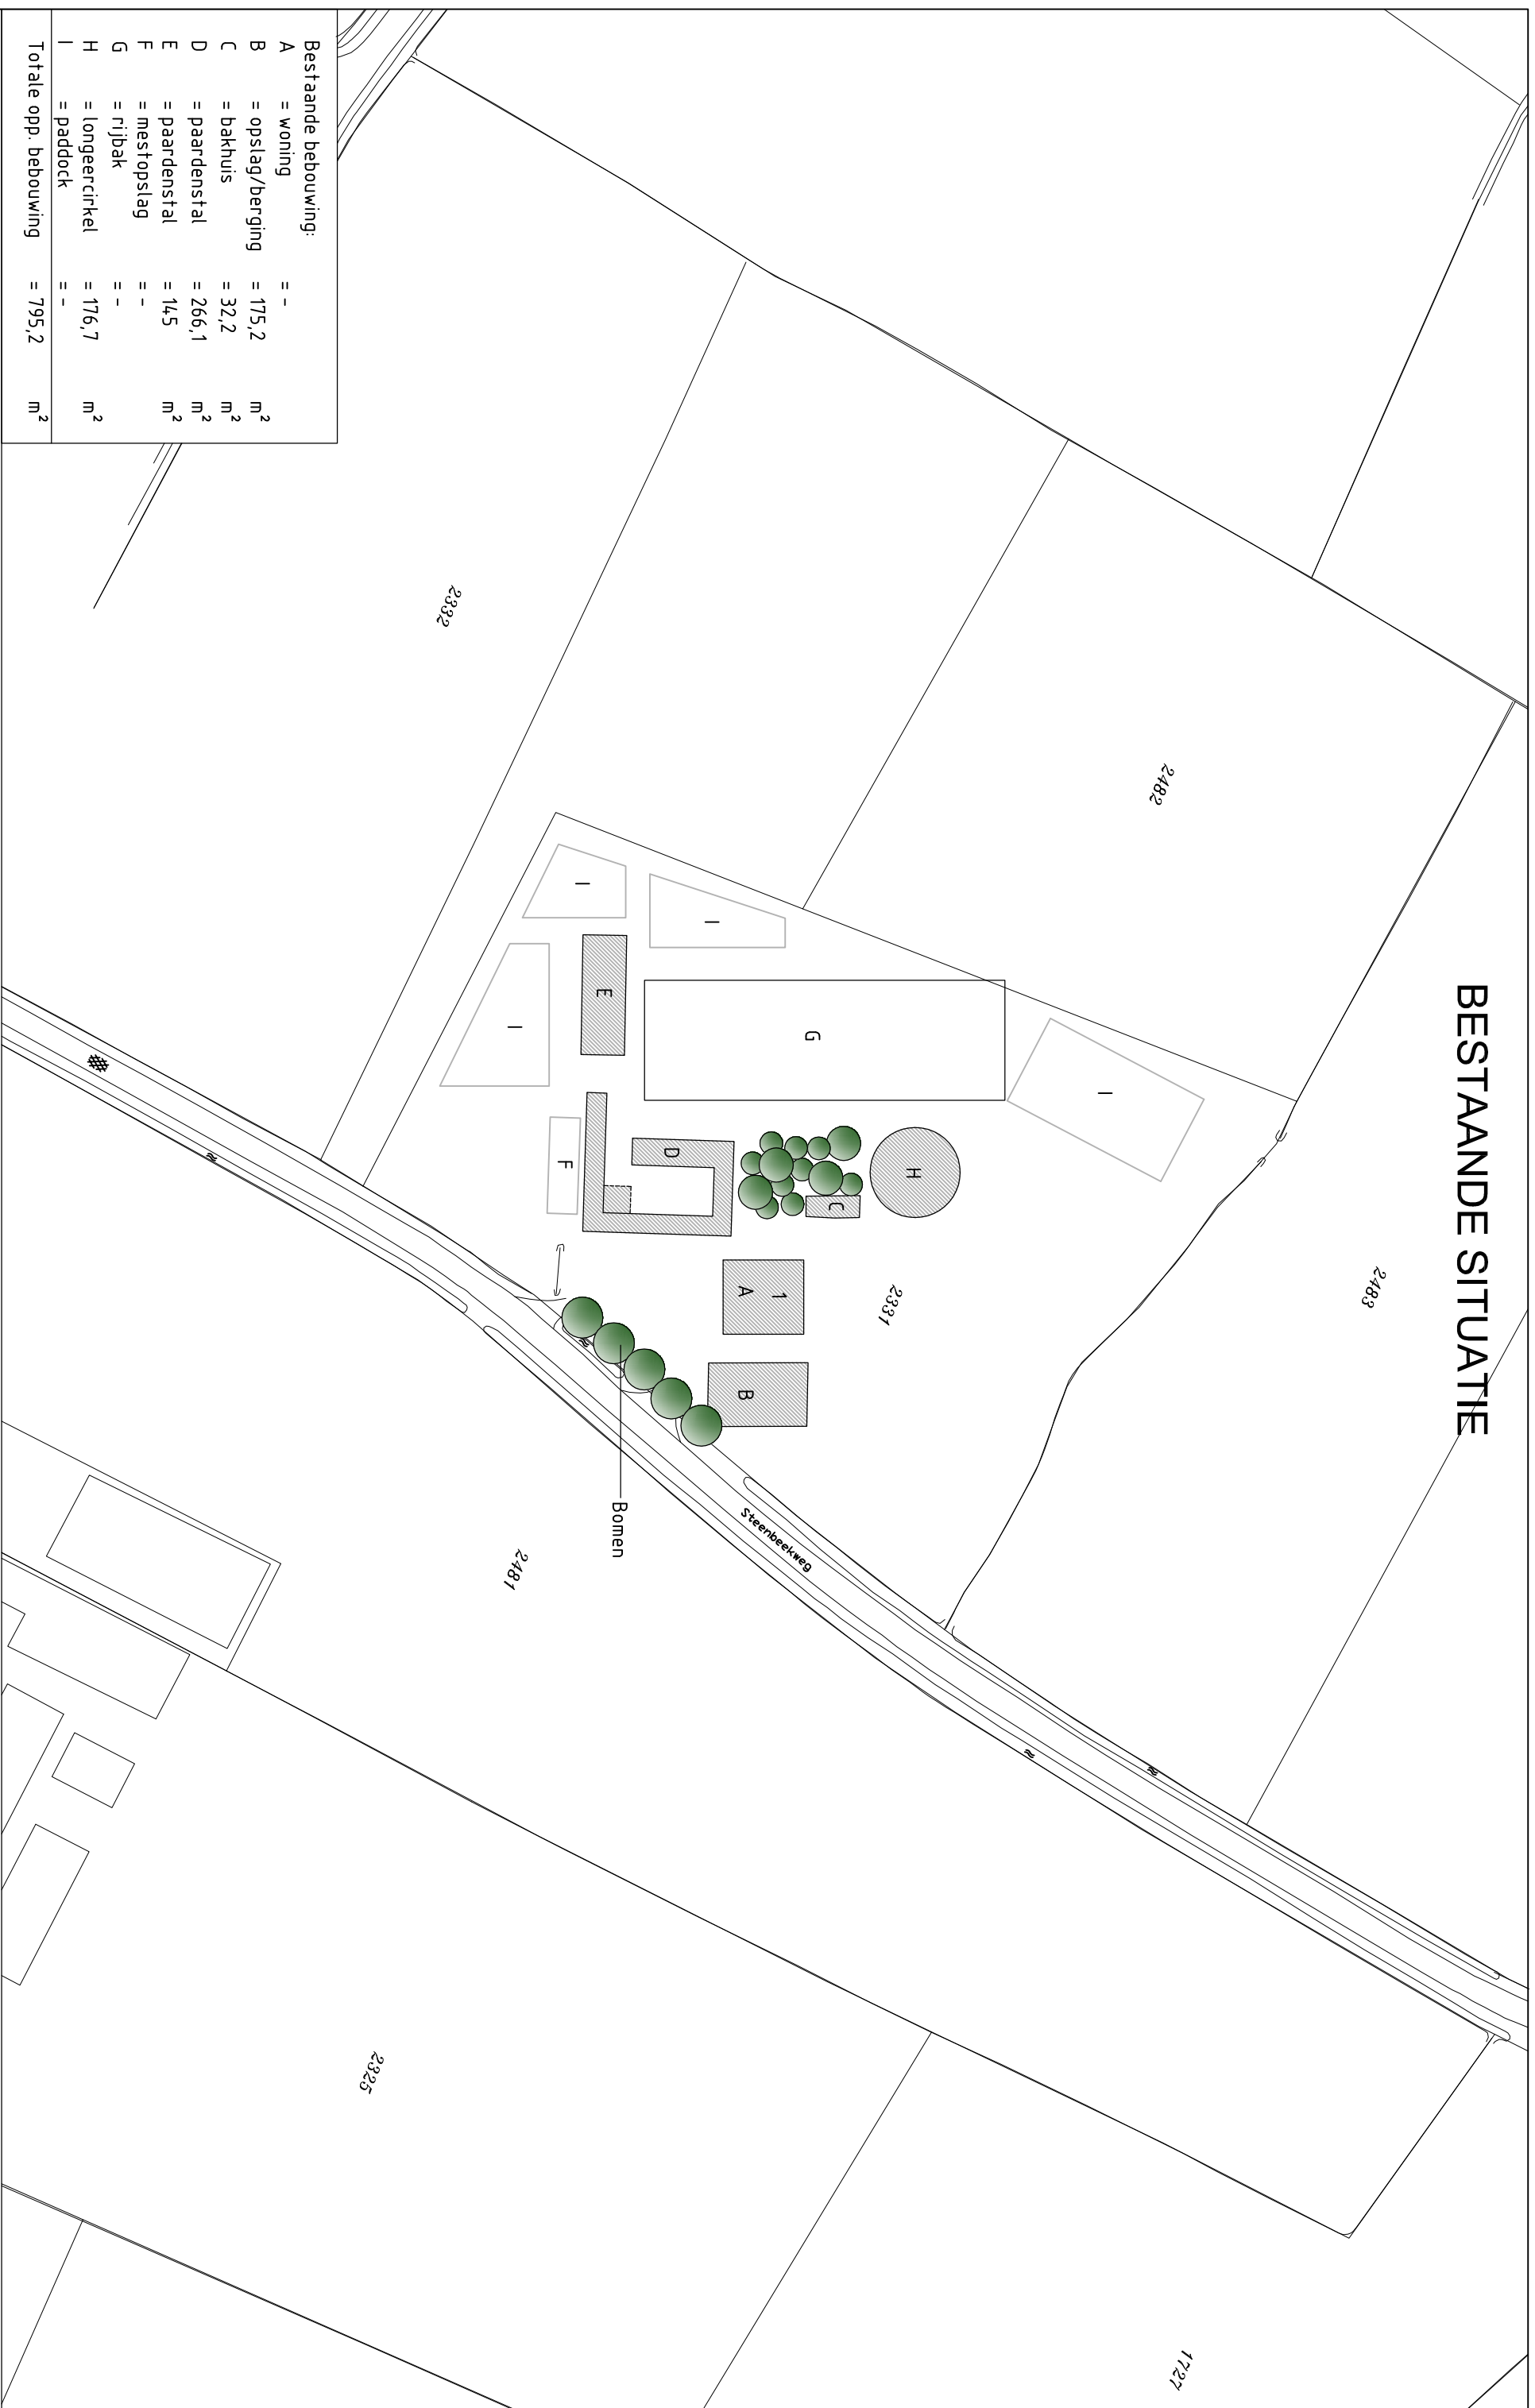 BESTAANDE SITUATIE
2483
2482
1727
I
H
2331
C
G
1
A
B
Steenbeekweg
I
D
Bomen
E
I
F
I
2481
2332
2325
Bestaande bebouwing:
A = woning = -
B = opslag/berging = 175,2 m²
C = bakhuis = 32,2 m²
D = paardenstal = 266,1 m²
E = paardenstal = 145 m²
F = mestopslag = -
G = rijbak = -
H = longeercirkel = 176,7 m²
I = paddock = -
Totale opp. bebouwing = 795,2 m²